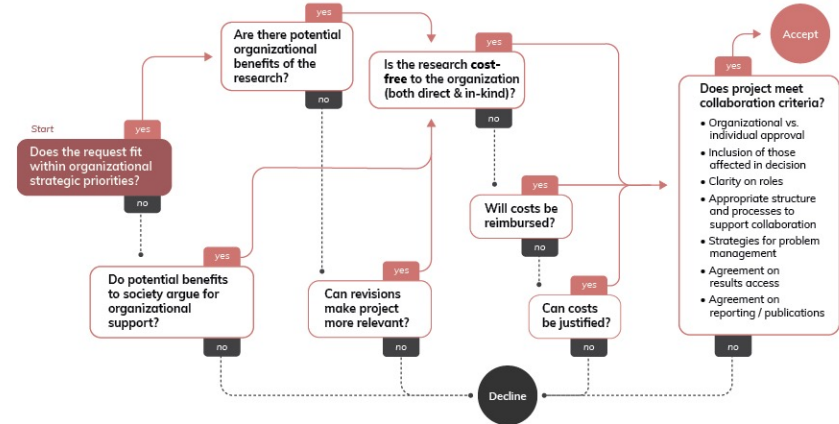 Start
yes
Does the request fit
within organizational
strategic priorities?
no
yes
Are there potential
organizational
benefits of the
research?
no
yes
Do potential benefits
to society argue for
organizational
support?
no
yes
Is the research cost-
free to the organization
(both direct & in-kind)?
no
yes
Can revisions
make project
more relevant?
no
yes
Will costs be
reimbursed?
no
yes
Can costs
be justified?
no
Accept
yes
Does project meet
collaboration criteria?
• Organizational vs.
individual approval
• Inclusion of those
affected in decision
• Clarity on roles
• Appropriate structure
and processes to
support collaboration
• Strategies for problem
management
• Agreement on
results access
• Agreement on
reporting / publications
no
Decline